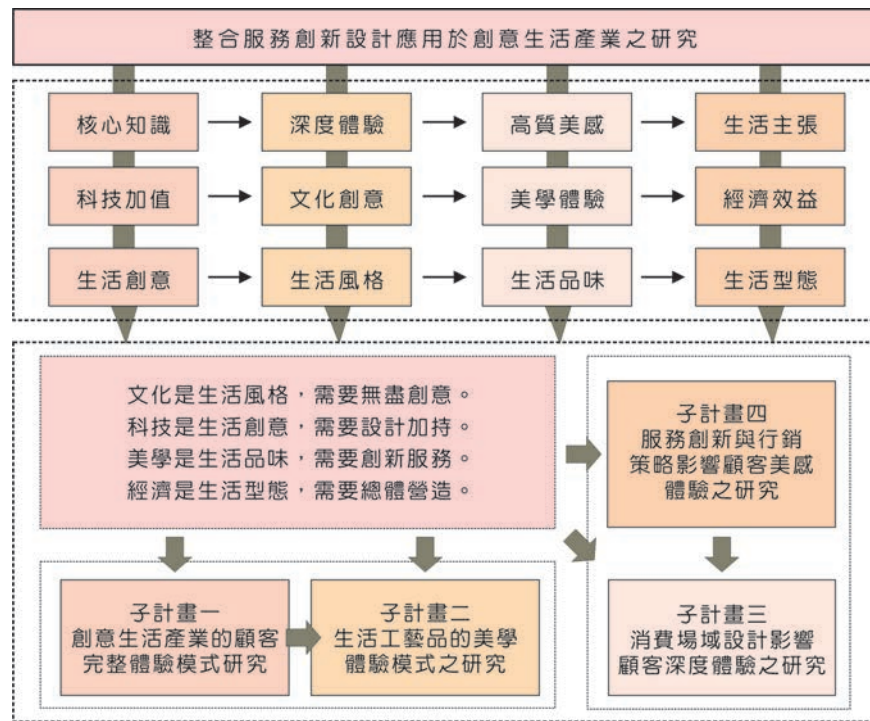 整合服務創新設計應用於創意生活產業之研究
核心知識
深度體驗
高質美感
生活主張
科技加值
文化創意
美學體驗
經濟效益
生活創意
生活風格
生活品味
生活型態
文化是生活風格，需要無盡創意。
科技是生活創意，需要設計加持。
美學是生活品味，需要創新服務。
經濟是生活型態，需要總體營造。
子計畫四
服務創新與行銷
策略影響顧客美感
體驗之研究
子計畫一
創意生活產業的顧客
完整體驗模式研究
子計畫二
生活工藝品的美學
體驗模式之研究
子計畫三
消費場域設計影響
顧客深度體驗之研究